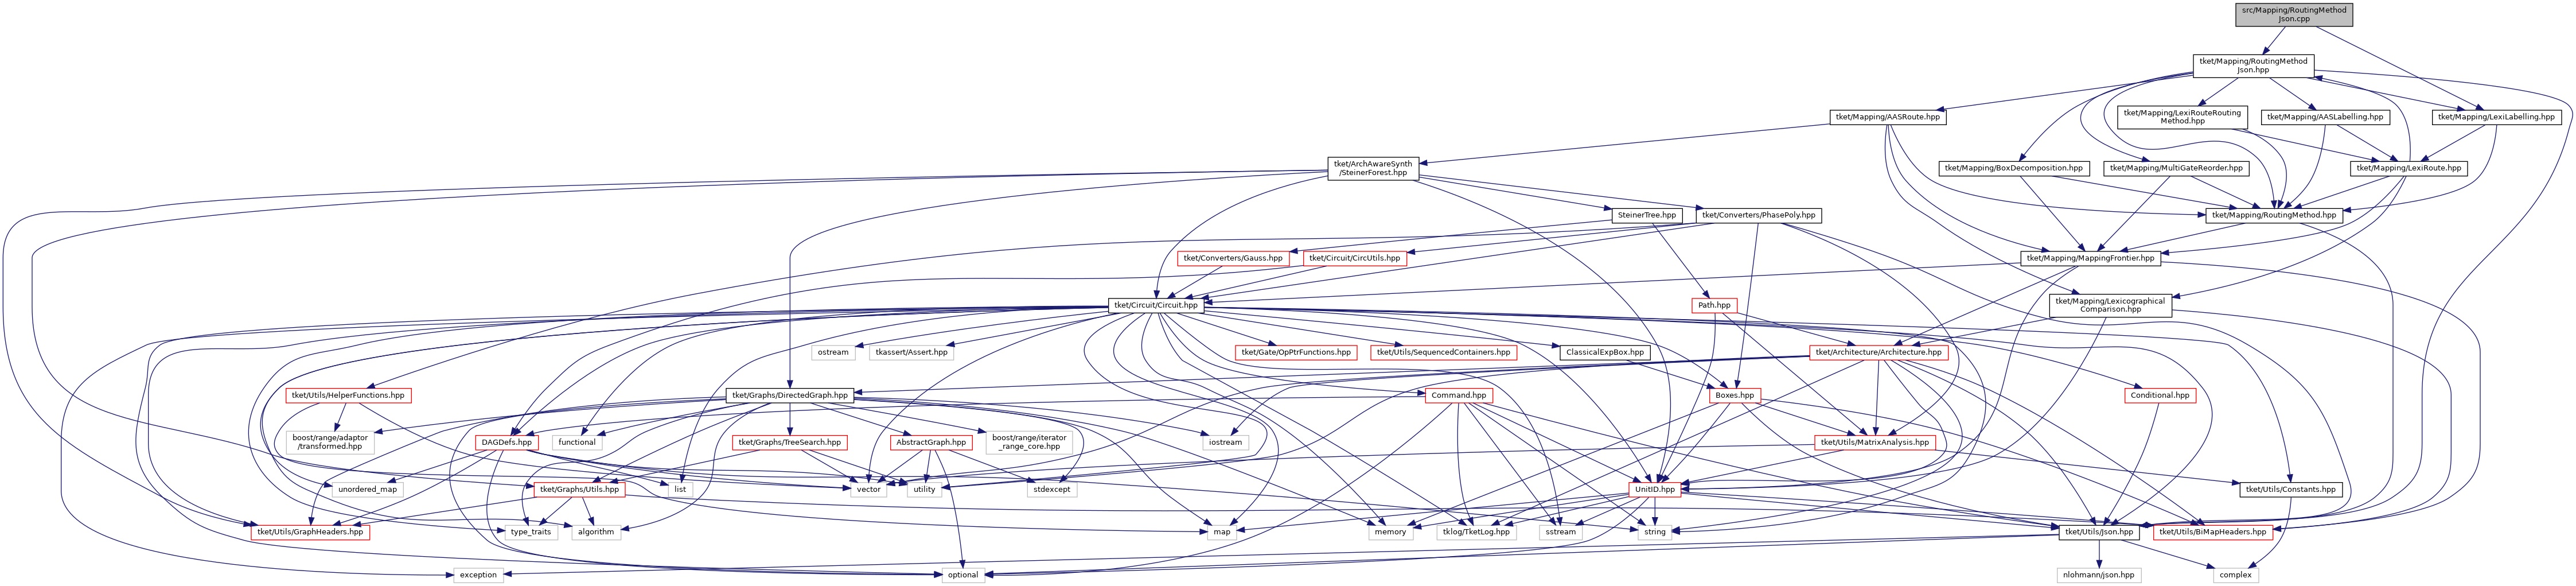 src/Mapping/RoutingMethod
Json.cpp
tket/Mapping/RoutingMethod
Json.hpp
tket/Mapping/AASRoute.hpp
tket/Mapping/LexiRouteRouting
Method.hpp
tket/Mapping/AASLabelling.hpp
tket/Mapping/LexiLabelling.hpp
tket/ArchAwareSynth
/SteinerForest.hpp
tket/Mapping/BoxDecomposition.hpp
tket/Mapping/MultiGateReorder.hpp
tket/Mapping/LexiRoute.hpp
SteinerTree.hpp
tket/Converters/PhasePoly.hpp
tket/Mapping/RoutingMethod.hpp
tket/Converters/Gauss.hpp
tket/Circuit/CircUtils.hpp
tket/Mapping/MappingFrontier.hpp
tket/Circuit/Circuit.hpp
Path.hpp
tket/Mapping/Lexicographical
Comparison.hpp
ostream
tkassert/Assert.hpp
tket/Gate/OpPtrFunctions.hpp
tket/Utils/SequencedContainers.hpp
ClassicalExpBox.hpp
tket/Architecture/Architecture.hpp
tket/Utils/HelperFunctions.hpp
tket/Graphs/DirectedGraph.hpp
Command.hpp
Boxes.hpp
Conditional.hpp
boost/range/adaptor
/transformed.hpp
DAGDefs.hpp
functional
tket/Graphs/TreeSearch.hpp
AbstractGraph.hpp
boost/range/iterator
_range_core.hpp
iostream
tket/Utils/MatrixAnalysis.hpp
unordered_map
tket/Graphs/Utils.hpp
list
vector
utility
stdexcept
UnitID.hpp
tket/Utils/Constants.hpp
tket/Utils/GraphHeaders.hpp
type_traits
algorithm
map
memory
tklog/TketLog.hpp
sstream
string
tket/Utils/Json.hpp
tket/Utils/BiMapHeaders.hpp
exception
optional
nlohmann/json.hpp
complex